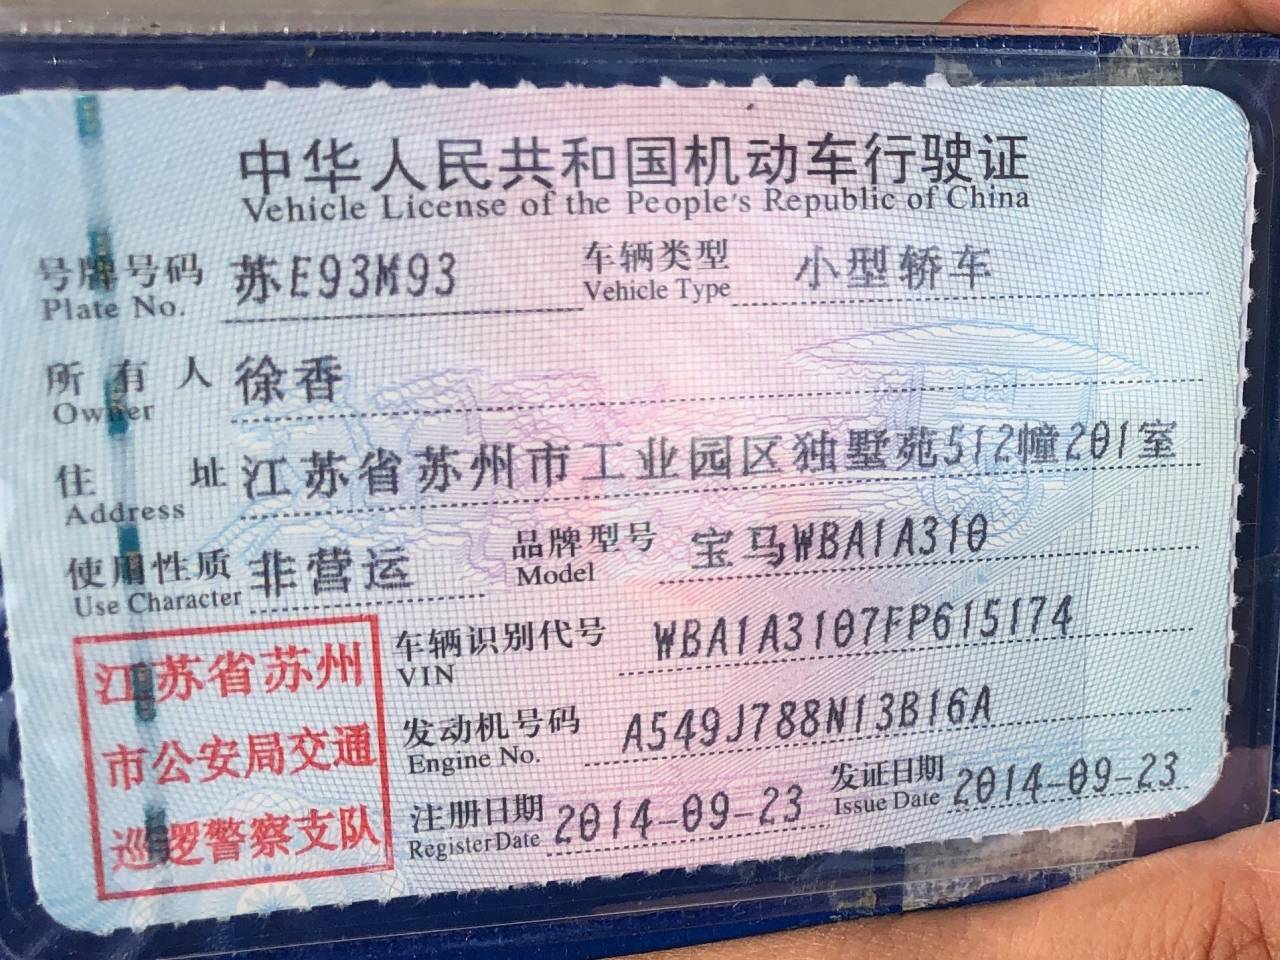 中华人民共和国机动车行驶证
Vehicle License of the People's Republic of China
号牌号码 苏E93M93 车辆类型 小型轿车
Plate No. Vehicle Type
所有人 徐香
Owner
住址 江苏省苏州市工业园区独墅苑512幢201室
Address
使用性质 非营运 品牌型号 宝马WBA1A310
Use Character Model
车辆识别代号 WBA1A3107FP615174
VIN
发动机号码 A549J788N13B16A
Engine No.
注册日期 2014-09-23 发证日期 2014-09-23
Register Date Issue Date
江苏省苏州
市公安局交通
巡逻警察支队